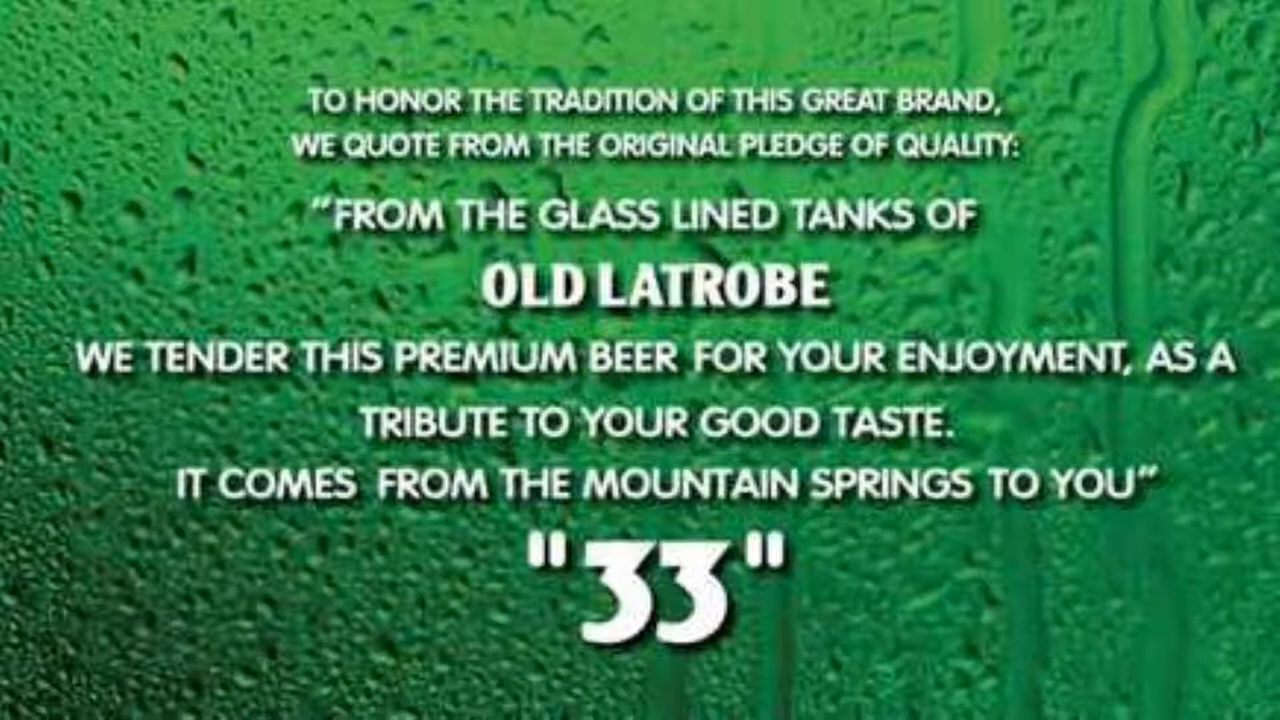 TO HONOR THE TRADITION OF THIS GREAT BRAND,
WE QUOTE FROM THE ORIGINAL PLEDGE OF QUALITY:
"FROM THE GLASS LINED TANKS OF
OLD LATROBE
WE TENDER THIS PREMIUM BEER FOR YOUR ENJOYMENT, AS A
TRIBUTE TO YOUR GOOD TASTE.
IT COMES FROM THE MOUNTAIN SPRINGS TO YOU"
"33"